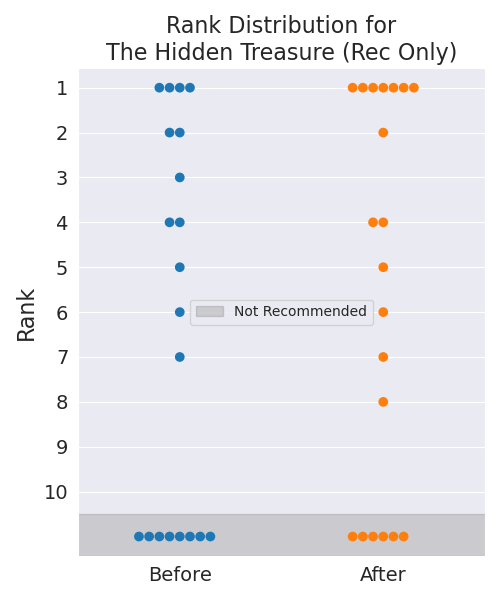 Rank Distribution for
The Hidden Treasure (Rec Only)
Rank
1
2
3
4
5
6
7
8
9
10
Not Recommended
Before
After